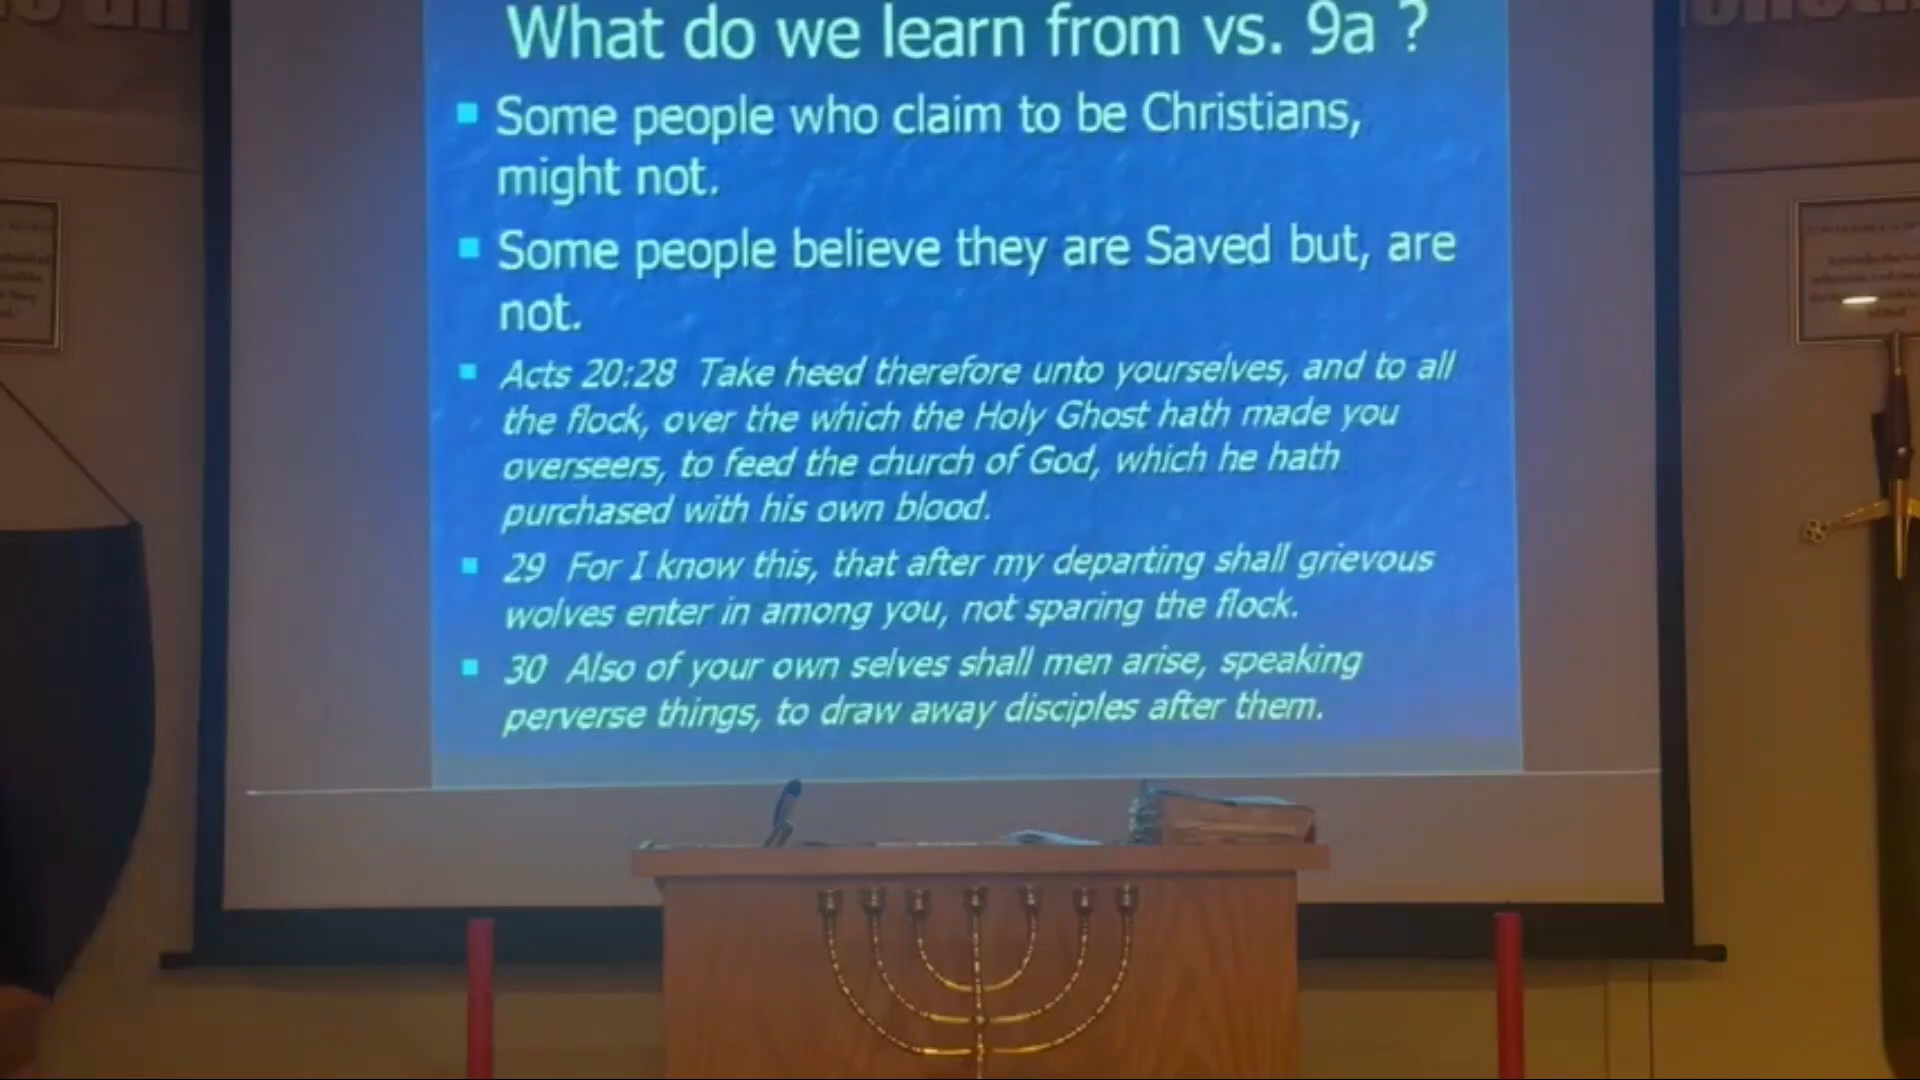 What do we learn from vs. 9a ?
Some people who claim to be Christians,
might not.
Some people believe they are Saved but, are
not.
Acts 20:28 Take heed therefore unto yourselves, and to all
the flock, over the which the Holy Ghost hath made you
overseers, to feed the church of God, which he hath
purchased with his own blood.
29 For I know this, that after my departing shall grievous
wolves enter in among you, not sparing the flock.
30 Also of your own selves shall men arise, speaking
perverse things, to draw away disciples after them.